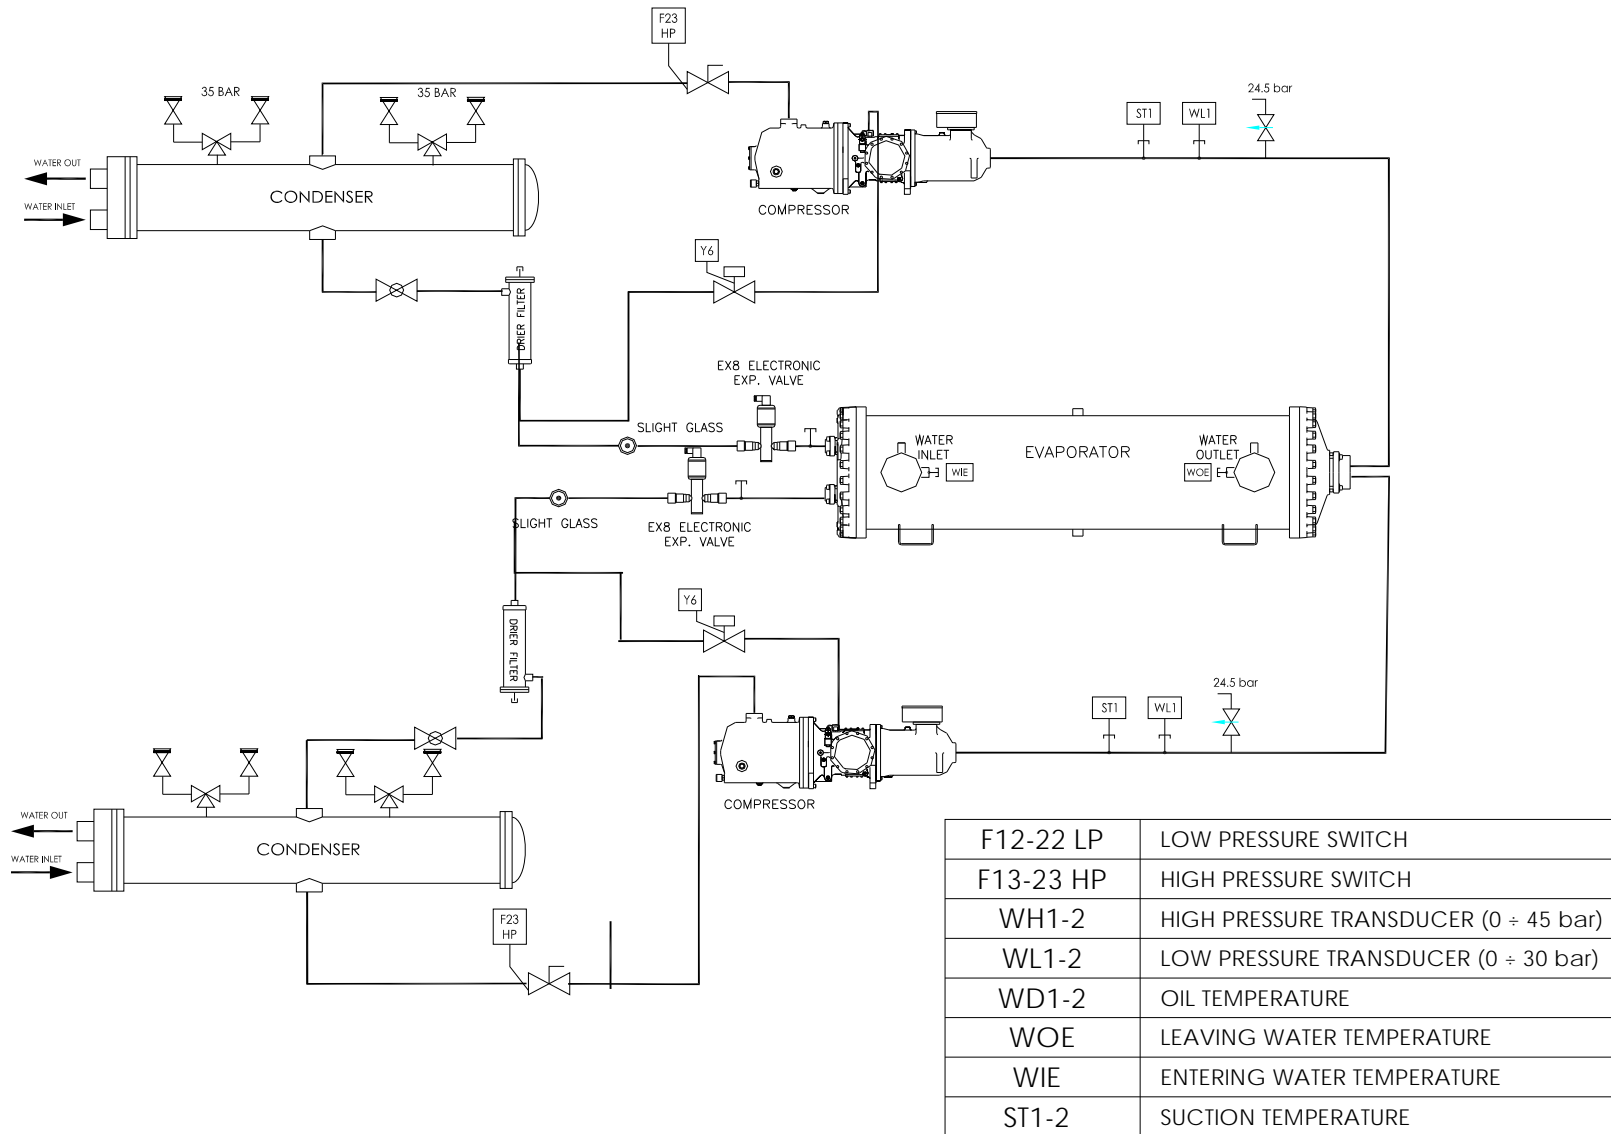 F23
HP
35 BAR
35 BAR
24.5 bar
ST1
WL1
WATER OUT
WATER INLET
CONDENSER
COMPRESSOR
Y6
DRIER FILTER
EX8 ELECTRONIC
EXP. VALVE
SLIGHT GLASS
WATER
INLET
WIE
EVAPORATOR
WATER
OUTLET
WOE
SLIGHT GLASS
EX8 ELECTRONIC
EXP. VALVE
Y6
DRIER FILTER
24.5 bar
ST1
WL1
COMPRESSOR
WATER OUT
WATER INLET
CONDENSER
F23
HP
F12-22 LP LOW PRESSURE SWITCH
F13-23 HP HIGH PRESSURE SWITCH
WH1-2 HIGH PRESSURE TRANSDUCER (0 ÷ 45 bar)
WL1-2 LOW PRESSURE TRANSDUCER (0 ÷ 30 bar)
WD1-2 OIL TEMPERATURE
WOE LEAVING WATER TEMPERATURE
WIE ENTERING WATER TEMPERATURE
ST1-2 SUCTION TEMPERATURE